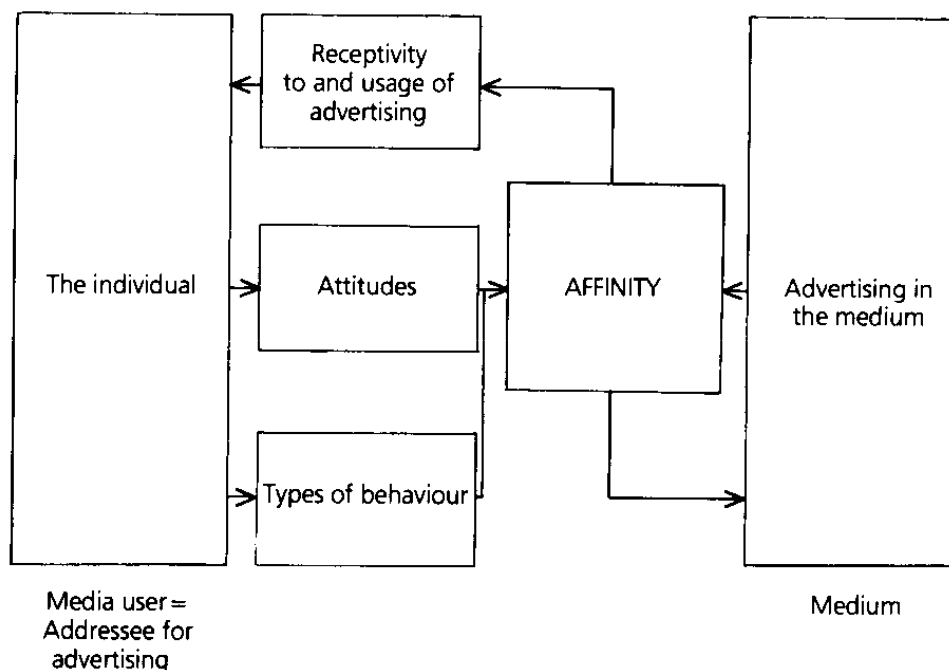 Receptivity
to and usage of
advertising
The individual
Attitudes
AFFINITY
Advertising in
the medium
Types of behaviour
Media user=
Addressee for
advertising
Medium